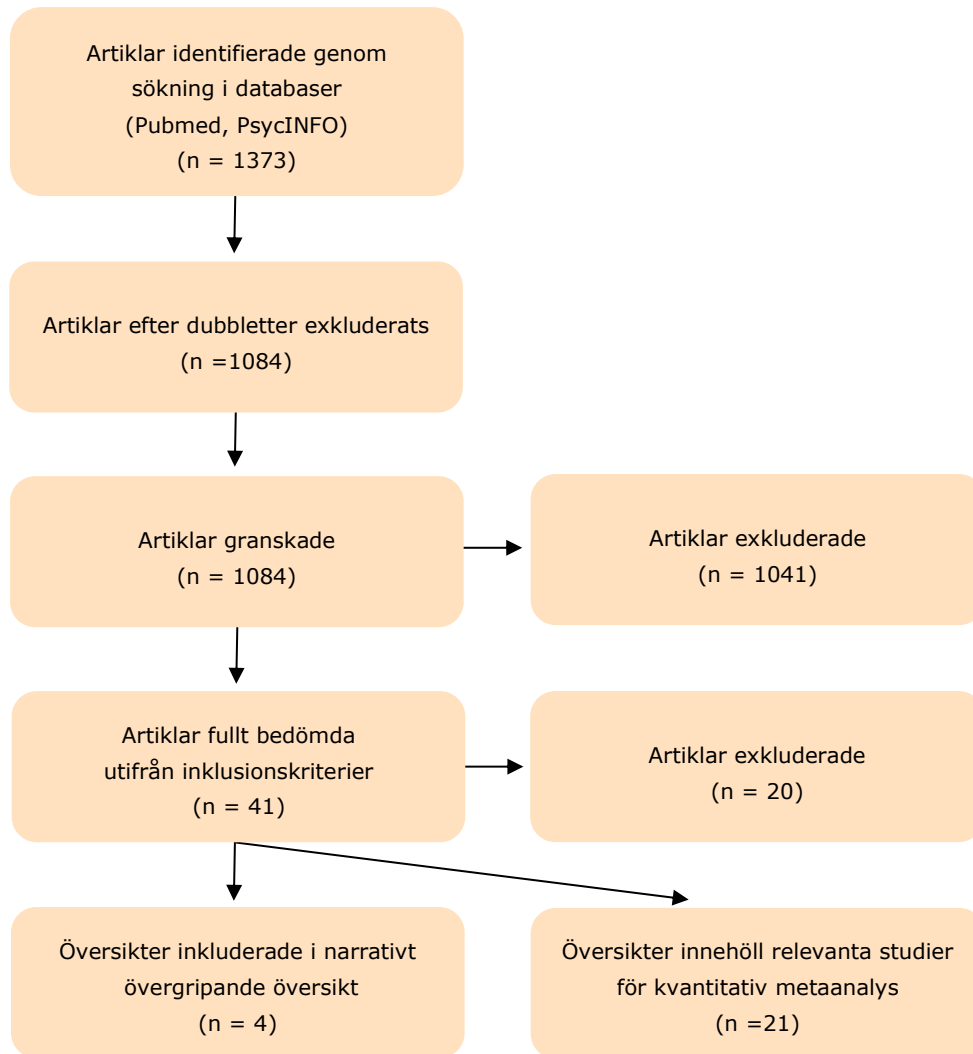 Artiklar identifierade genom
sökning i databaser
(Pubmed, PsycINFO)
(n = 1373)
Artiklar efter dubbletter exkluderats
(n =1084)
Artiklar granskade
(n = 1084)
Artiklar exkluderade
(n = 1041)
Artiklar fullt bedömda
utifrån inklusionskriterier
(n = 41)
Artiklar exkluderade
(n = 20)
Översikter inkluderade i narrativt
övergripande översikt
(n = 4)
Översikter innehöll relevanta studier
för kvantitativ metaanalys
(n =21)